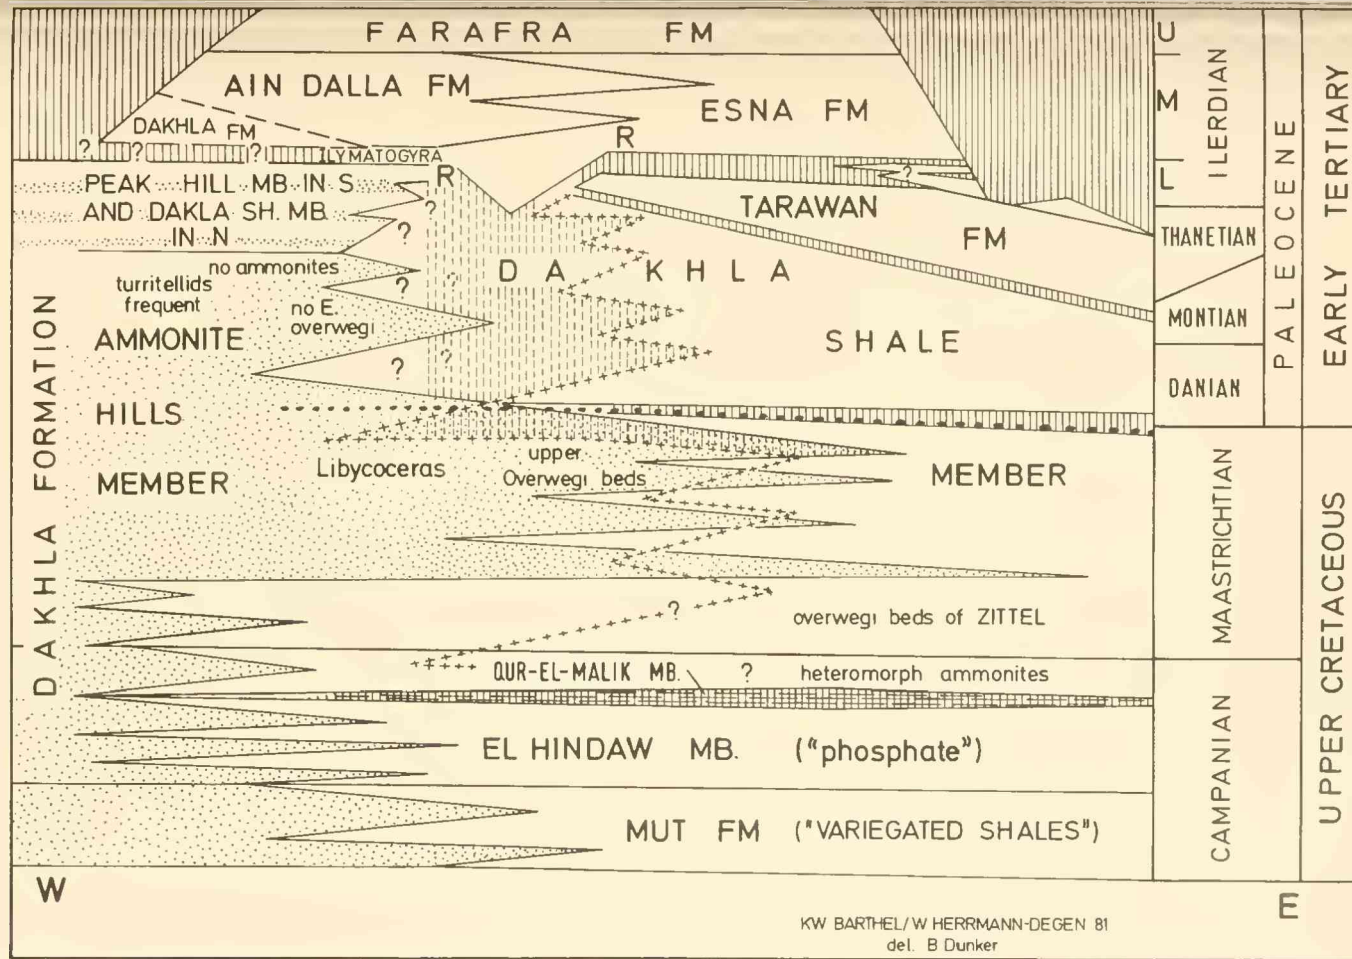 FARAFRA FM
AIN DALLA FM
ESNA FM
DAKHLA FM
? ? ?
ILYMATOGYRA
R
R
?
PEAK HILL MB IN S
AND DAKLA SH. MB.
IN N
?
?
TARAWAN
FM
no ammonites
turritellids
frequent
no E.
overwegi
?
?
DAKHLA
SHALE
AMMONITE
?
?
HILLS
MEMBER
Libycoceras
upper
Overwegi beds
MEMBER
?
overwegi beds of ZITTEL
QUR-EL-MALIK MB.
?
heteromorph ammonites
EL HINDAW MB. ("phosphate")
MUT FM ("VARIEGATED SHALES")
DAKHLA FORMATION
U
M
L
ILERDIAN
THANETIAN
MONTIAN
DANIAN
MAASTRICHTIAN
CAMPANIAN
PALEOCENE
EARLY TERTIARY
UPPER CRETACEOUS
W
E
KW BARTHEL/W HERRMANN-DEGEN 81
del. B Dunker